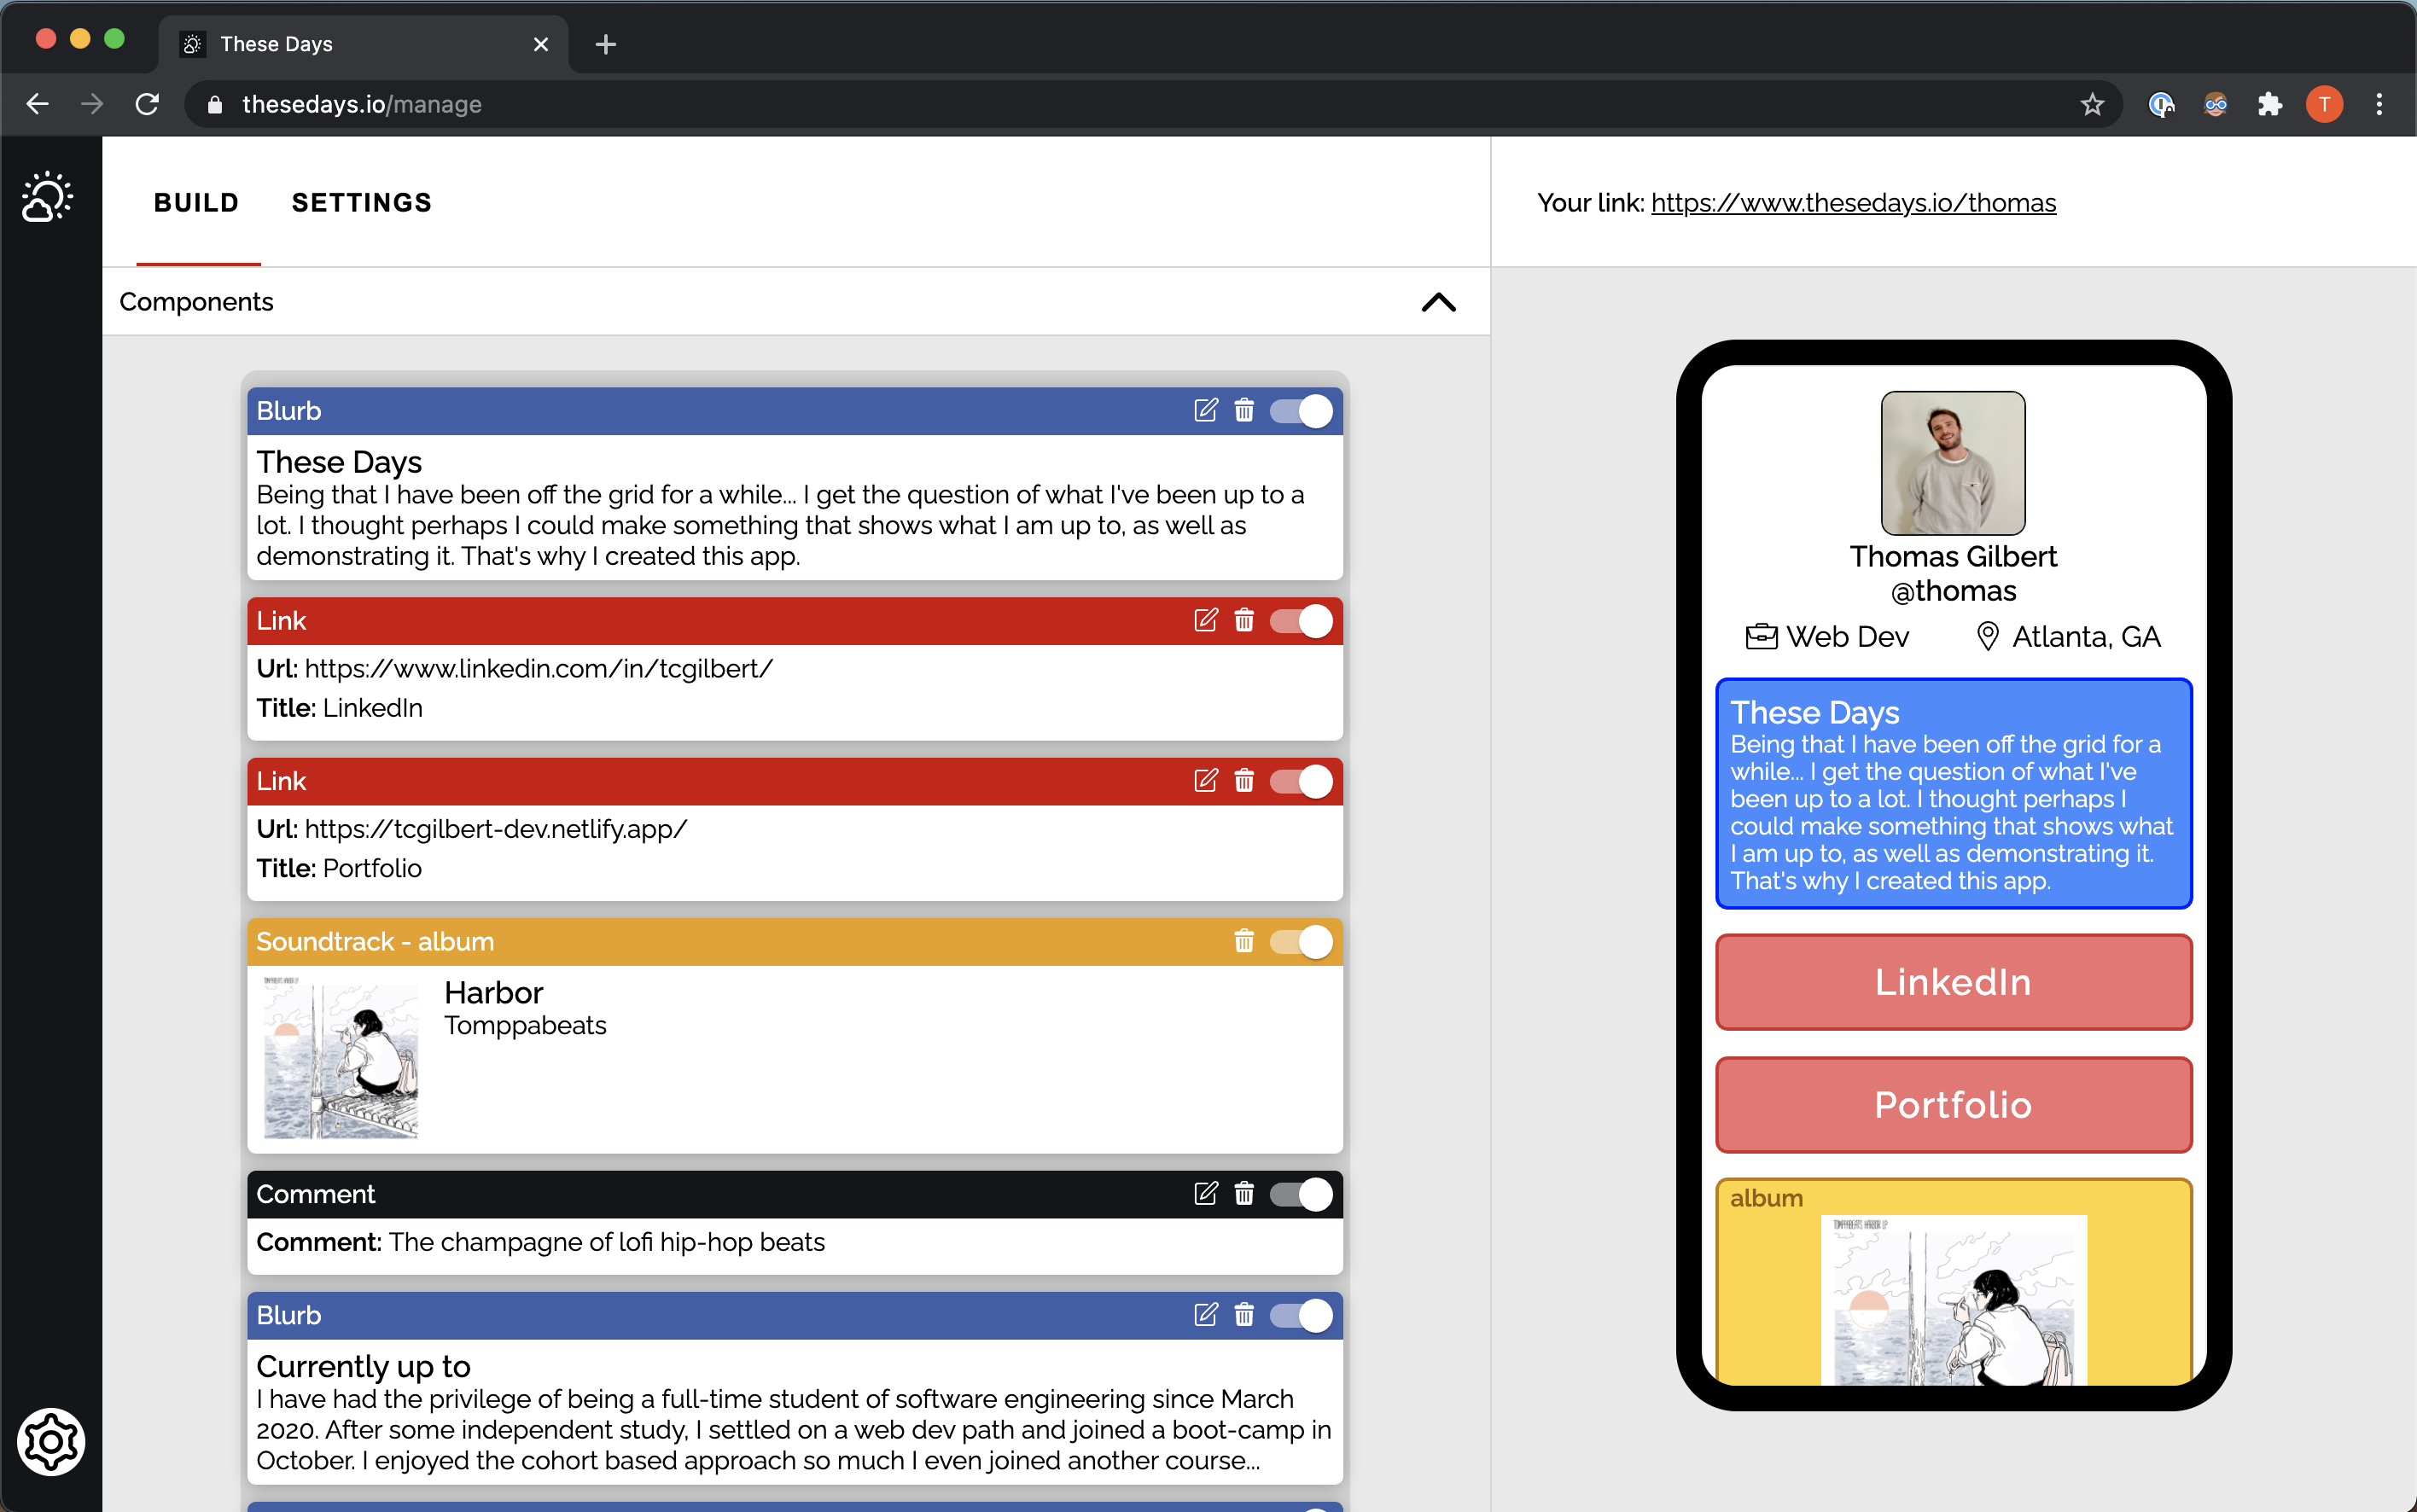 These Days
thesedays.io/manage
T
BUILD
SETTINGS
Your link: https://www.thesedays.io/thomas
Components
Blurb
These Days
Being that I have been off the grid for a while... I get the question of what I've been up to a
lot. I thought perhaps I could make something that shows what I am up to, as well as
demonstrating it. That's why I created this app.
Link
Url: https://www.linkedin.com/in/tcgilbert/
Title: LinkedIn
Link
Url: https://tcgilbert-dev.netlify.app/
Title: Portfolio
Soundtrack - album
TOMPPABEATS HARBOR LP
Harbor
Tomppabeats
Comment
Comment: The champagne of lofi hip-hop beats
Blurb
Currently up to
I have had the privilege of being a full-time student of software engineering since March
2020. After some independent study, I settled on a web dev path and joined a boot-camp in
October. I enjoyed the cohort based approach so much I even joined another course...
Thomas Gilbert
@thomas
Web Dev
Atlanta, GA
These Days
Being that I have been off the grid for a
while... I get the question of what I've
been up to a lot. I thought perhaps I
could make something that shows what
I am up to, as well as demonstrating it.
That's why I created this app.
LinkedIn
Portfolio
album
TOMPPABEATS HARBOR LP